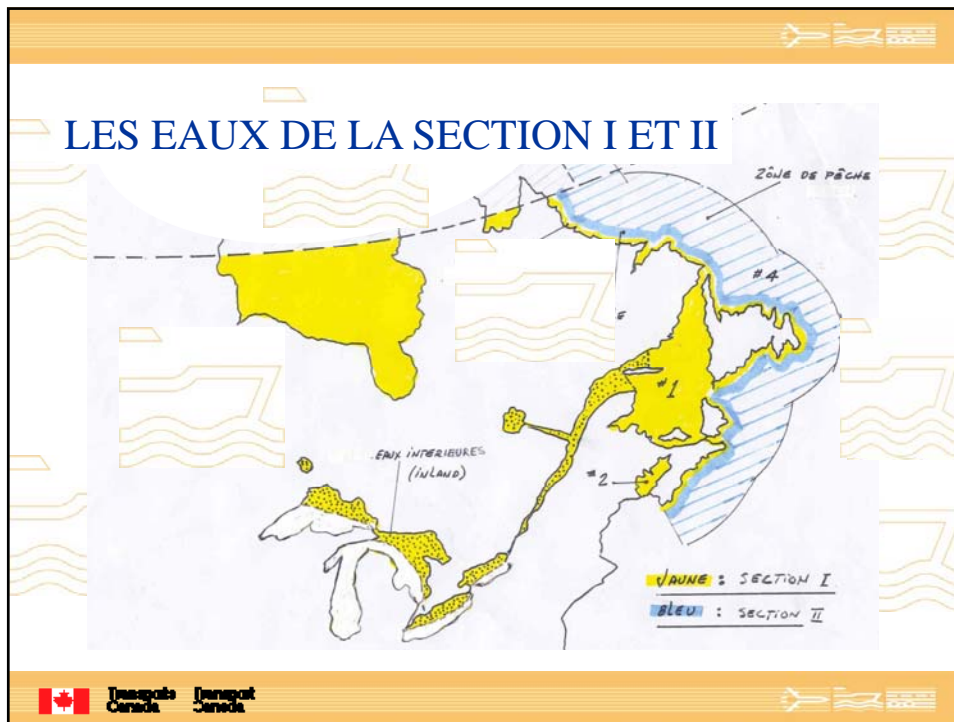 LES EAUX DE LA SECTION I ET II
ZÔNE DE PÊCHE
#4
E
#1
EAUX INTÉRIEURES
(INLAND)
#2
JAUNE : SECTION I
BLEU : SECTION II
Transports Transport
Canada Canada